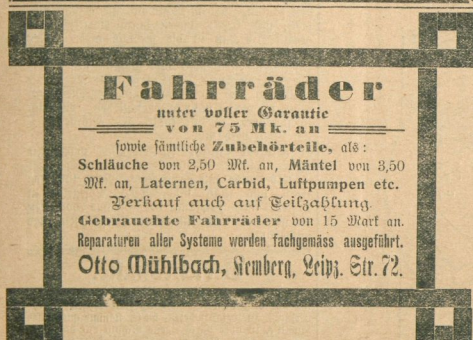 Fahrräder
unter voller Garantie
von 75 Mk. an
sowie sämtliche Zubehörteile, als:
Schläuche von 2,50 Mk. an, Mäntel von 3,50
Mk. an, Laternen, Carbid, Luftpumpen etc.
Verkauf auch auf Teilzahlung.
Gebrauchte Fahrräder von 15 Mark an.
Reparaturen aller Systeme werden fachgemäss ausgeführt.
Otto Mühlbach, Kemberg, Leipz. Str. 72.